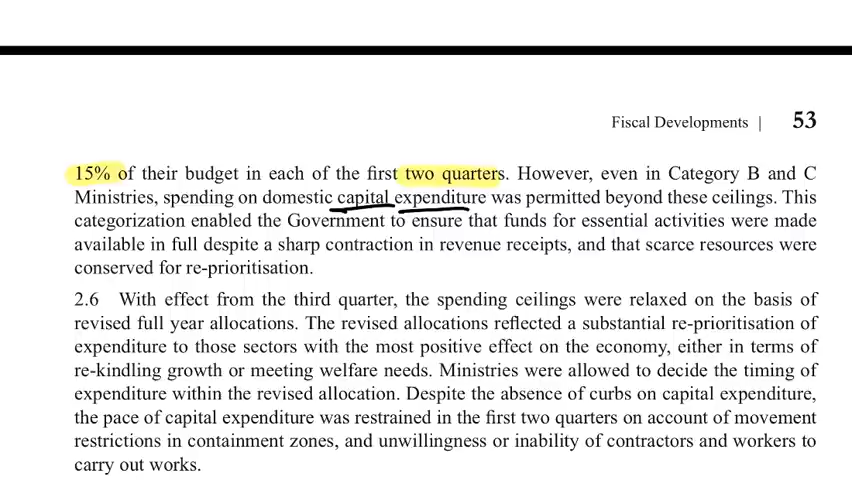 Fiscal Developments | 53
15% of their budget in each of the first two quarters. However, even in Category B and C
Ministries, spending on domestic capital expenditure was permitted beyond these ceilings. This
categorization enabled the Government to ensure that funds for essential activities were made
available in full despite a sharp contraction in revenue receipts, and that scarce resources were
conserved for re-prioritisation.
2.6 With effect from the third quarter, the spending ceilings were relaxed on the basis of
revised full year allocations. The revised allocations reflected a substantial re-prioritisation of
expenditure to those sectors with the most positive effect on the economy, either in terms of
re-kindling growth or meeting welfare needs. Ministries were allowed to decide the timing of
expenditure within the revised allocation. Despite the absence of curbs on capital expenditure,
the pace of capital expenditure was restrained in the first two quarters on account of movement
restrictions in containment zones, and unwillingness or inability of contractors and workers to
carry out works.